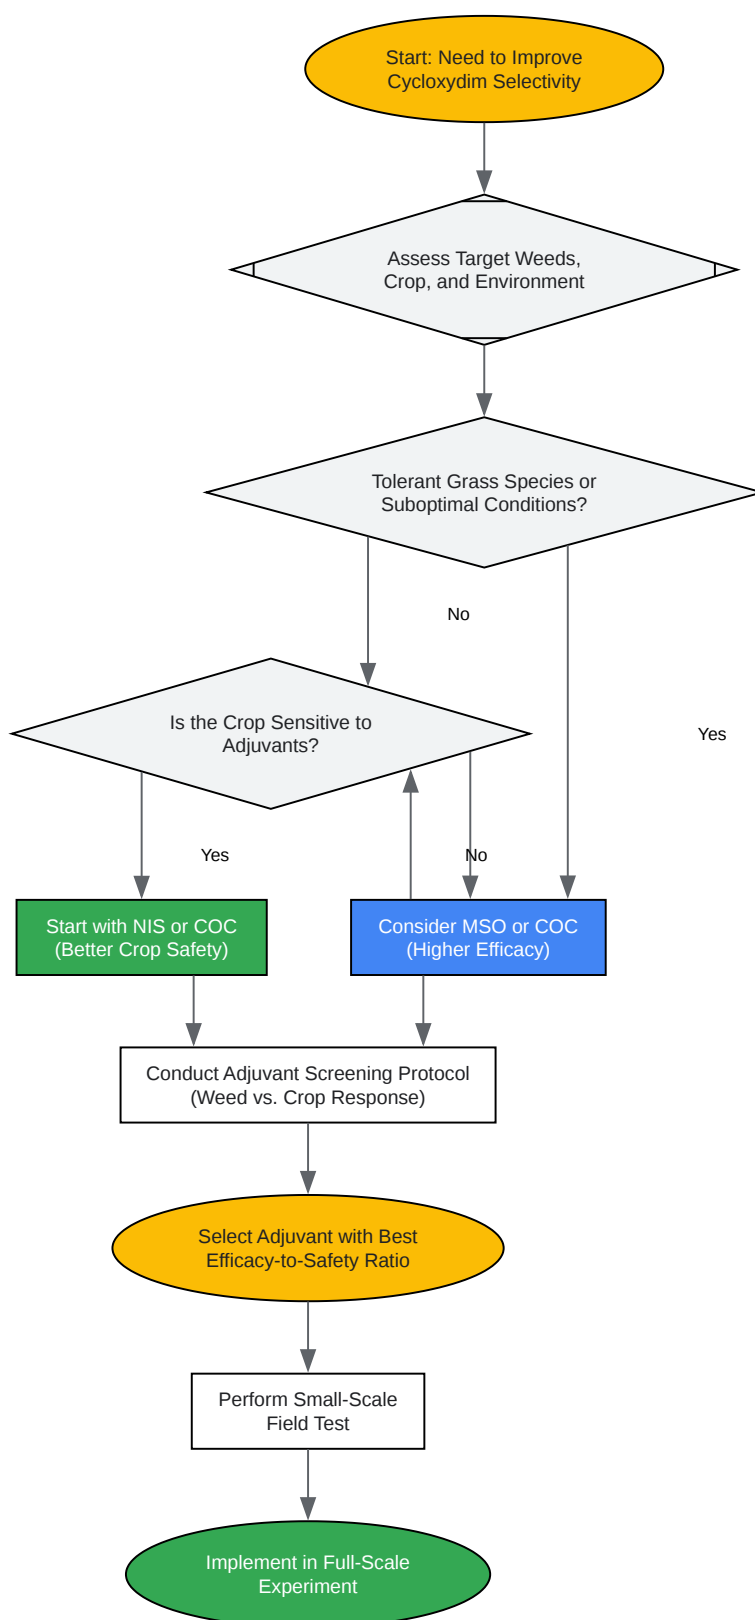 Start: Need to Improve
Cycloxydim Selectivity
Assess Target Weeds,
Crop, and Environment
Tolerant Grass Species or
Suboptimal Conditions?
No
Is the Crop Sensitive to
Adjuvants?
Yes
Yes
No
Start with NIS or COC
(Better Crop Safety)
Consider MSO or COC
(Higher Efficacy)
Conduct Adjuvant Screening Protocol
(Weed vs. Crop Response)
Select Adjuvant with Best
Efficacy-to-Safety Ratio
Perform Small-Scale
Field Test
Implement in Full-Scale
Experiment